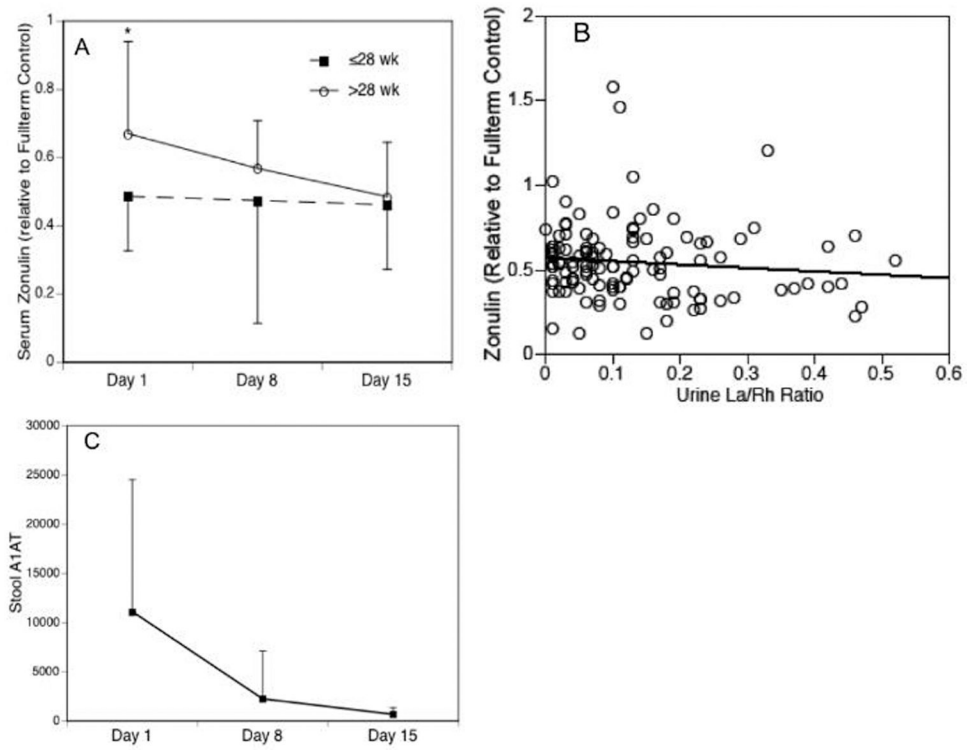 A
Serum Zonulin (relative to Fullterm Control)
1
0.8
0.6
0.4
0.2
0
*
≤28 wk
>28 wk
Day 1
Day 8
Day 15
B
Zonulin (Relative to Fullterm Control)
2
1.5
1
0.5
0
0
0.1
0.2
0.3
0.4
0.5
0.6
Urine La/Rh Ratio
C
Stool A1AT
30000
25000
20000
15000
10000
5000
0
Day 1
Day 8
Day 15